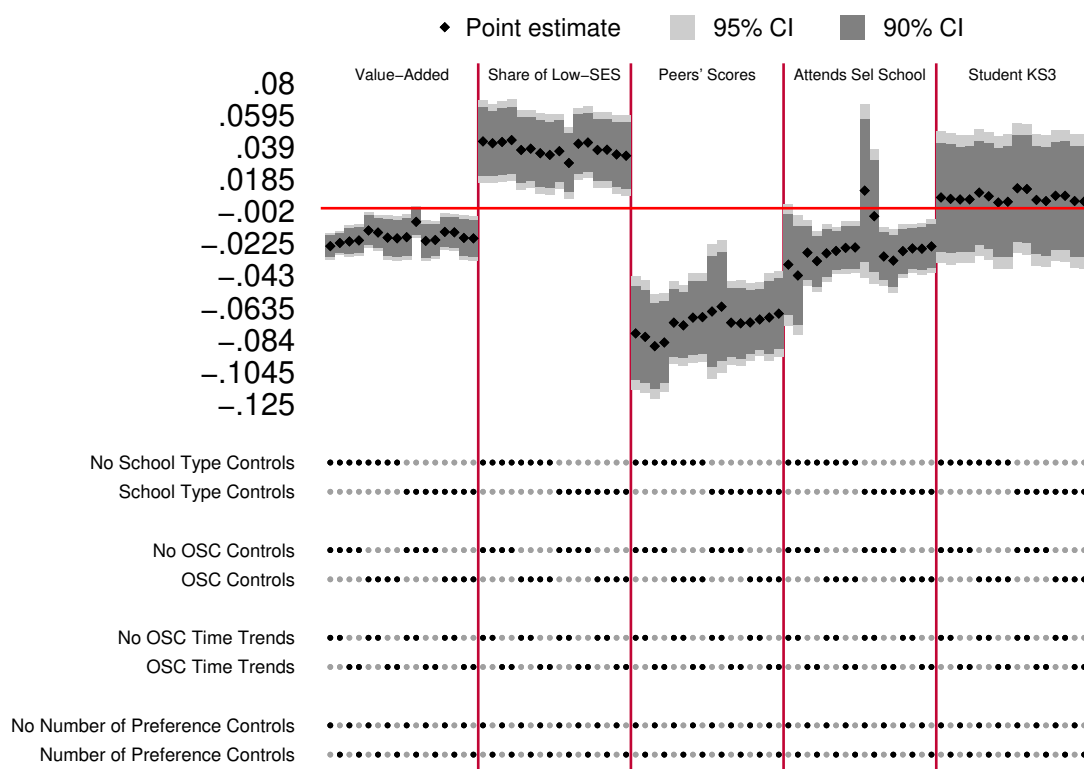 Point estimate 95% CI 90% CI
Value−Added Share of Low−SES Peers’ Scores Attends Sel School Student KS3
.08
.0595
.039
.0185
−.002
−.0225
−.043
−.0635
−.084
−.1045
−.125
No School Type Controls
School Type Controls
No OSC Controls
OSC Controls
No OSC Time Trends
OSC Time Trends
No Number of Preference Controls
Number of Preference Controls